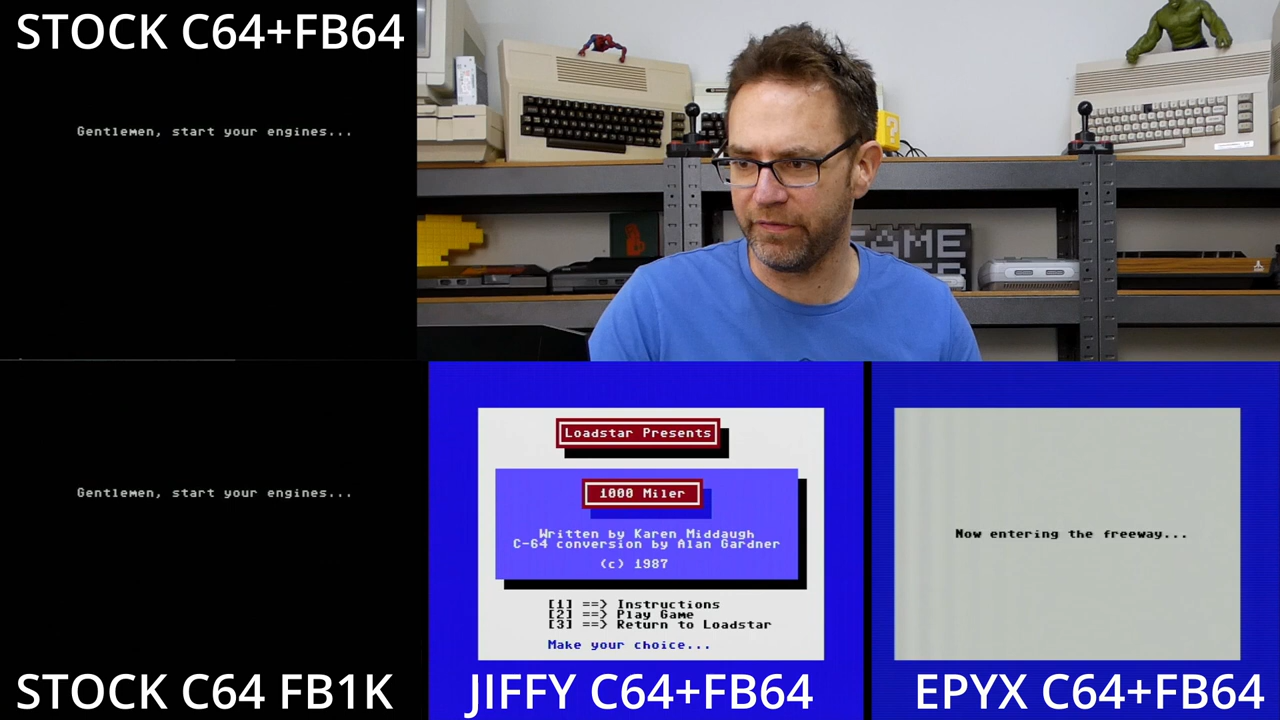 STOCK C64+FB64
Gentlemen, start your engines...
GAME
Gentlemen, start your engines...
STOCK C64 FB1K
Loadstar Presents
1000 Miler
Written by Karen Middaugh
C-64 conversion by Alan Gardner
(c) 1987
[1] ==> Instructions
[2] ==> Play Game
[3] ==> Return to Loadstar
Make your choice...
JIFFY C64+FB64
Now entering the freeway...
EPYX C64+FB64